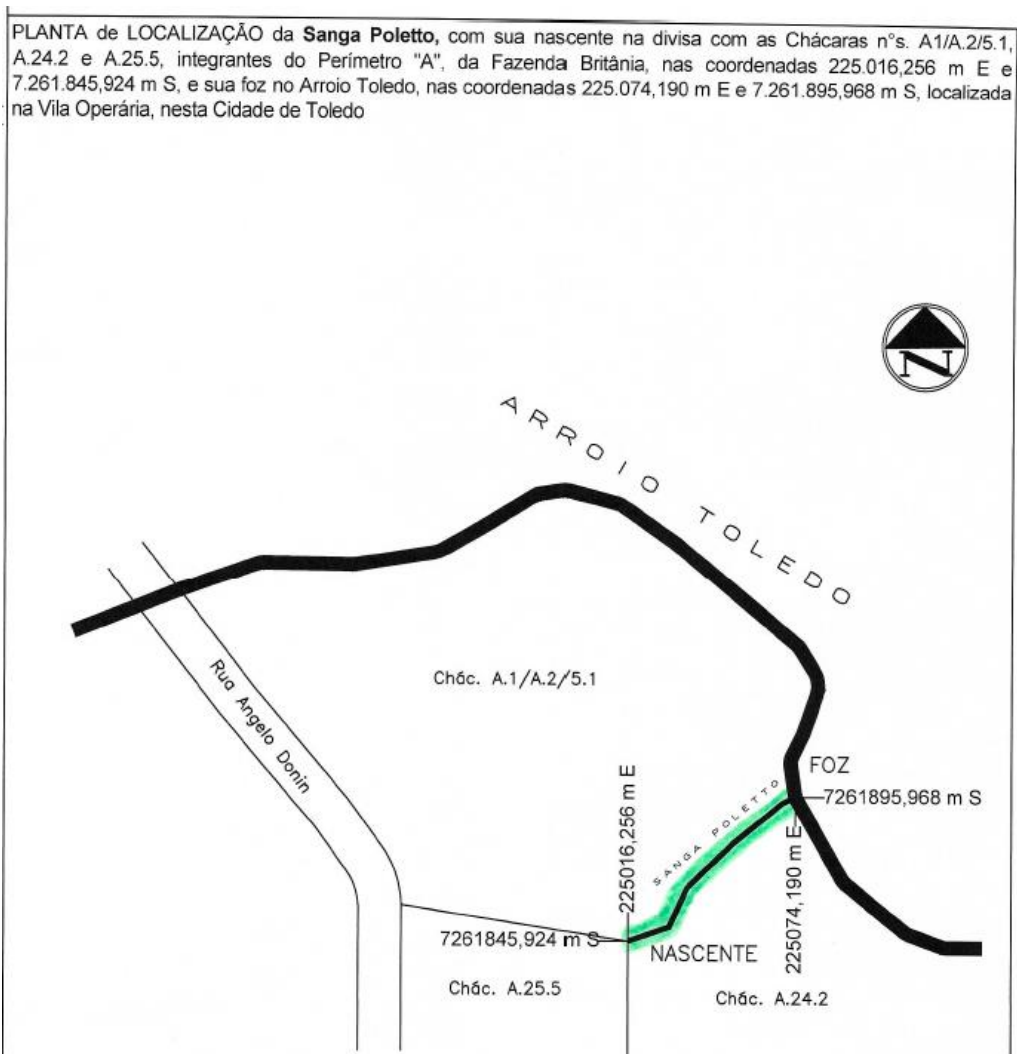 PLANTA de LOCALIZAÇÃO da Sanga Poletto, com sua nascente na divisa com as Chácaras n°s. A1/A.2/5.1,
A.24.2 e A.25.5, integrantes do Perímetro "A", da Fazenda Britânia, nas coordenadas 225.016,256 m E e
7.261.845,924 m S, e sua foz no Arroio Toledo, nas coordenadas 225.074,190 m E e 7.261.895,968 m S, localizada
na Vila Operária, nesta Cidade de Toledo
N
ARROIO TOLEDO
Chác. A.1/A.2/5.1
Rua Angelo Donin
FOZ
7261895,968 m S
225016,256 m E
SANGA POLETTO
225074,190 m E
7261845,924 m S
NASCENTE
Chác. A.25.5
Chác. A.24.2